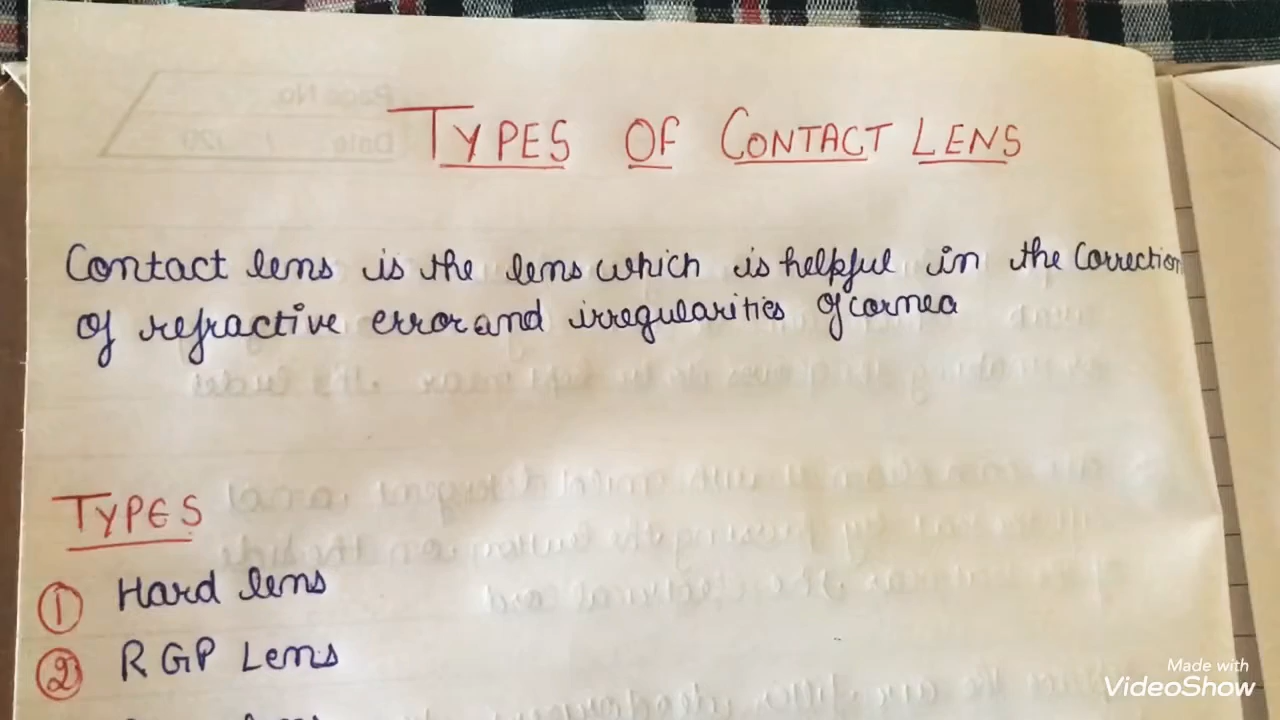 TYPES OF CONTACT LENS
Contact lens is the lens which is helpful in the Correction
of refractive error and irregularities of cornea
TYPES
① Hard lens
② RGP Lens
Made with
VideoShow